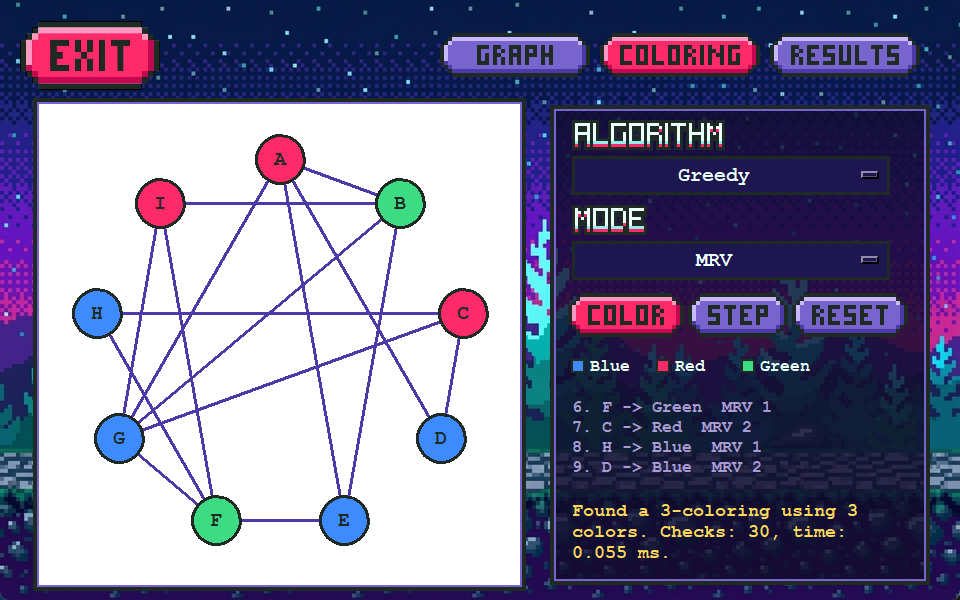 EXIT
GRAPH
COLORING
RESULTS
A
I
B
H
C
G
D
F
E
ALGORITHM
Greedy
MODE
MRV
COLOR
STEP
RESET
Blue
Red
Green
6. F -> Green MRV 1
7. C -> Red MRV 2
8. H -> Blue MRV 1
9. D -> Blue MRV 2
Found a 3-coloring using 3
colors. Checks: 30, time:
0.055 ms.